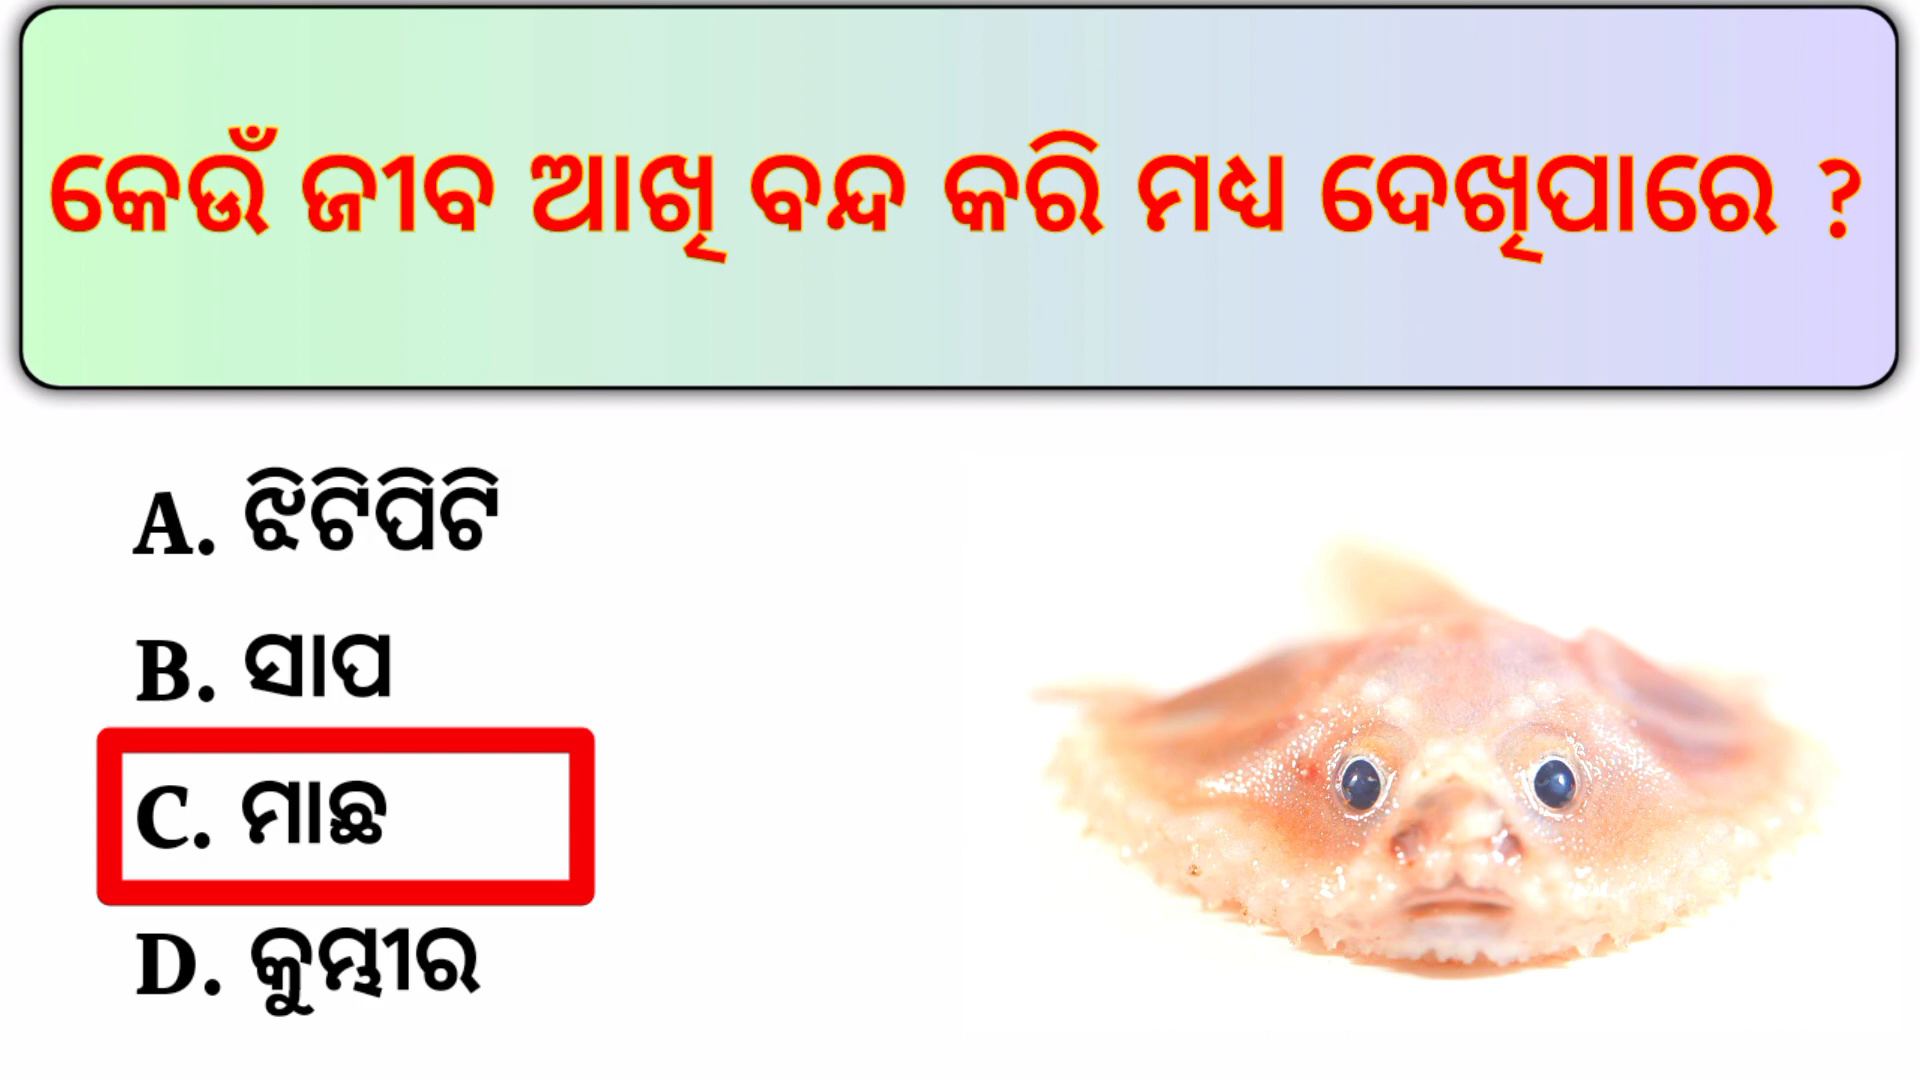 କେଉଁ ଜୀବ ଆଖି ବନ୍ଦ କରି ମଧ୍ୟ ଦେଖିପାରେ ?
A. ଝିଟିପିଟି
B. ସାପ
C. ମାଛ
D. କୁମ୍ଭୀର